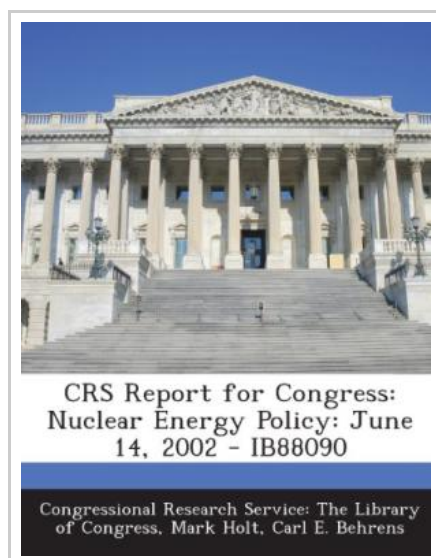 CRS Report for Congress:
Nuclear Energy Policy: June
14, 2002 - IB88090
Congressional Research Service: The Library
of Congress, Mark Holt, Carl E. Behrens